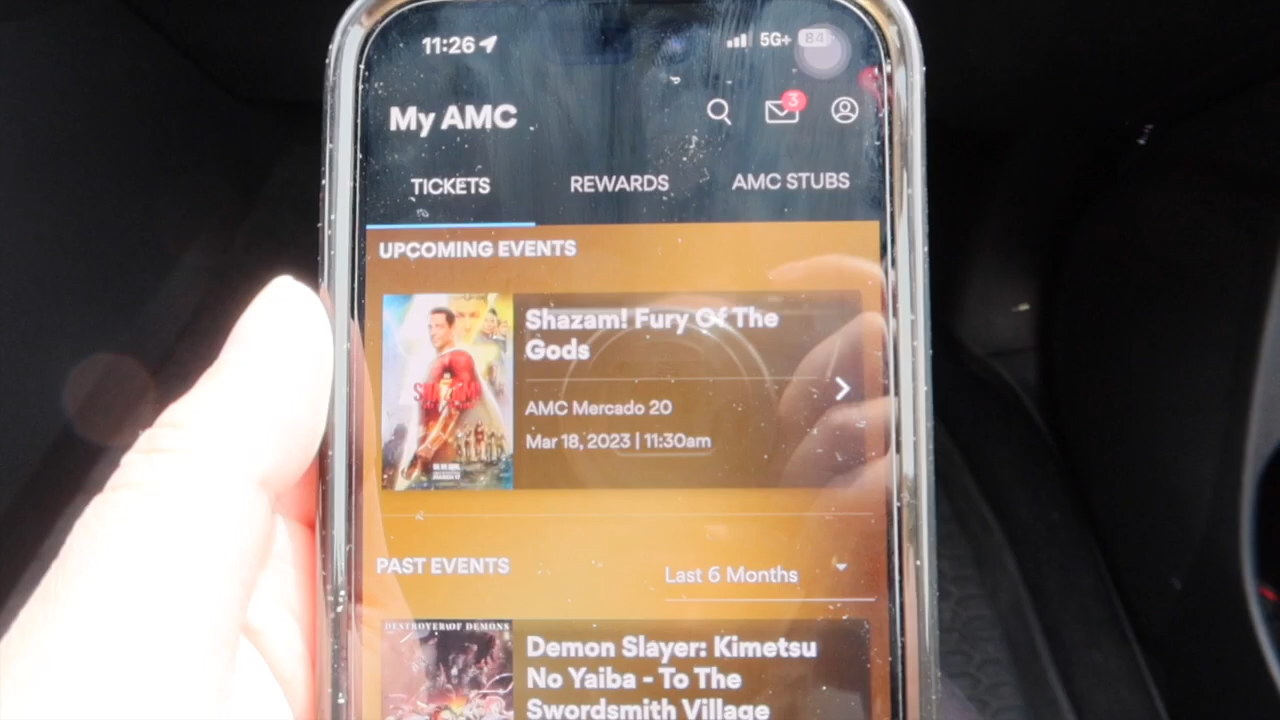 11:26
5G+ 84
My AMC
3
TICKETS REWARDS AMC STUBS
UPCOMING EVENTS
Shazam! Fury Of The
Gods
SHAZAM!
AMC Mercado 20
Mar 18, 2023 | 11:30am
PAST EVENTS
Last 6 Months
DESTROYER OF DEMONS
Demon Slayer: Kimetsu
No Yaiba - To The
Swordsmith Village